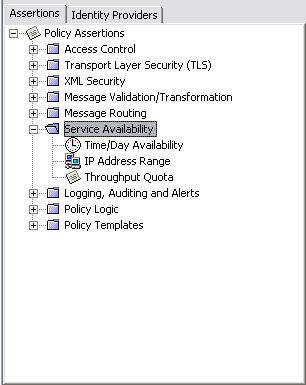 Assertions
Identity Providers
Policy Assertions
Access Control
Transport Layer Security (TLS)
XML Security
Message Validation/Transformation
Message Routing
Service Availability
Time/Day Availability
IP Address Range
Throughput Quota
Logging, Auditing and Alerts
Policy Logic
Policy Templates